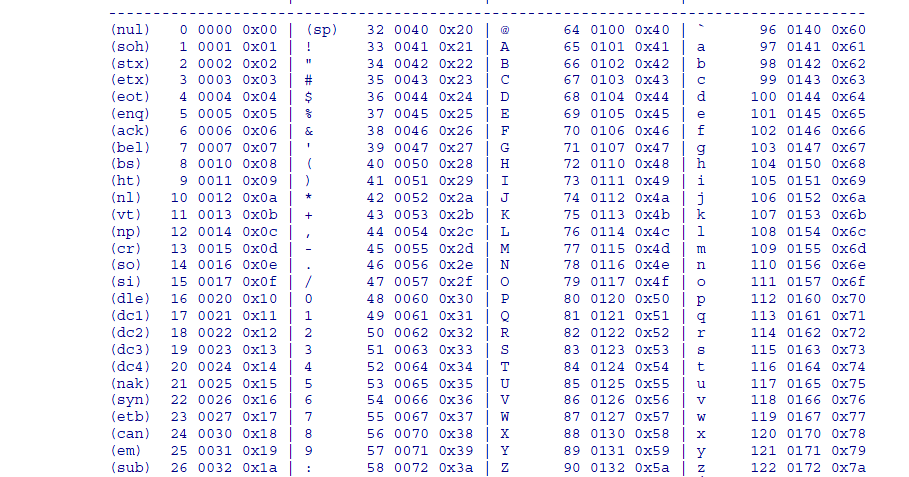 (nul) 0 0000 0x00 | (sp) 32 0040 0x20 | @ 64 0100 0x40 | ` 96 0140 0x60
(soh) 1 0001 0x01 | ! 33 0041 0x21 | A 65 0101 0x41 | a 97 0141 0x61
(stx) 2 0002 0x02 | " 34 0042 0x22 | B 66 0102 0x42 | b 98 0142 0x62
(etx) 3 0003 0x03 | # 35 0043 0x23 | C 67 0103 0x43 | c 99 0143 0x63
(eot) 4 0004 0x04 | $ 36 0044 0x24 | D 68 0104 0x44 | d 100 0144 0x64
(enq) 5 0005 0x05 | % 37 0045 0x25 | E 69 0105 0x45 | e 101 0145 0x65
(ack) 6 0006 0x06 | & 38 0046 0x26 | F 70 0106 0x46 | f 102 0146 0x66
(bel) 7 0007 0x07 | ' 39 0047 0x27 | G 71 0107 0x47 | g 103 0147 0x67
(bs) 8 0010 0x08 | ( 40 0050 0x28 | H 72 0110 0x48 | h 104 0150 0x68
(ht) 9 0011 0x09 | ) 41 0051 0x29 | I 73 0111 0x49 | i 105 0151 0x69
(nl) 10 0012 0x0a | * 42 0052 0x2a | J 74 0112 0x4a | j 106 0152 0x6a
(vt) 11 0013 0x0b | + 43 0053 0x2b | K 75 0113 0x4b | k 107 0153 0x6b
(np) 12 0014 0x0c | , 44 0054 0x2c | L 76 0114 0x4c | l 108 0154 0x6c
(cr) 13 0015 0x0d | - 45 0055 0x2d | M 77 0115 0x4d | m 109 0155 0x6d
(so) 14 0016 0x0e | . 46 0056 0x2e | N 78 0116 0x4e | n 110 0156 0x6e
(si) 15 0017 0x0f | / 47 0057 0x2f | O 79 0117 0x4f | o 111 0157 0x6f
(dle) 16 0020 0x10 | 0 48 0060 0x30 | P 80 0120 0x50 | p 112 0160 0x70
(dc1) 17 0021 0x11 | 1 49 0061 0x31 | Q 81 0121 0x51 | q 113 0161 0x71
(dc2) 18 0022 0x12 | 2 50 0062 0x32 | R 82 0122 0x52 | r 114 0162 0x72
(dc3) 19 0023 0x13 | 3 51 0063 0x33 | S 83 0123 0x53 | s 115 0163 0x73
(dc4) 20 0024 0x14 | 4 52 0064 0x34 | T 84 0124 0x54 | t 116 0164 0x74
(nak) 21 0025 0x15 | 5 53 0065 0x35 | U 85 0125 0x55 | u 117 0165 0x75
(syn) 22 0026 0x16 | 6 54 0066 0x36 | V 86 0126 0x56 | v 118 0166 0x76
(etb) 23 0027 0x17 | 7 55 0067 0x37 | W 87 0127 0x57 | w 119 0167 0x77
(can) 24 0030 0x18 | 8 56 0070 0x38 | X 88 0130 0x58 | x 120 0170 0x78
(em) 25 0031 0x19 | 9 57 0071 0x39 | Y 89 0131 0x59 | y 121 0171 0x79
(sub) 26 0032 0x1a | : 58 0072 0x3a | Z 90 0132 0x5a | z 122 0172 0x7a